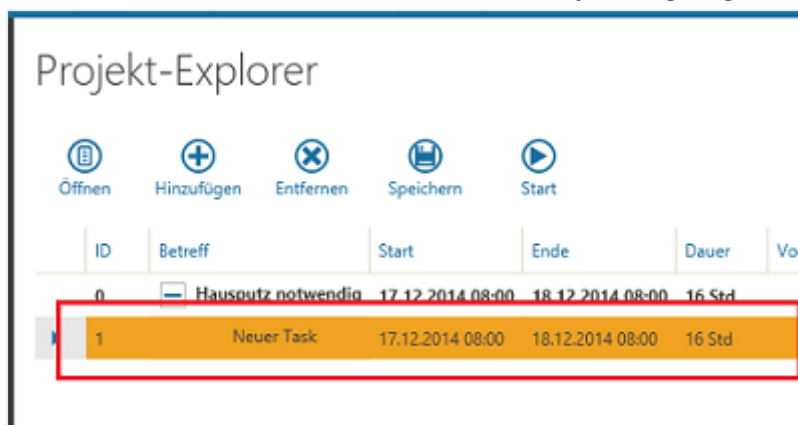 Projekt-Explorer
Öffnen Hinzufügen Entfernen Speichern Start
ID Betreff Start Ende Dauer Vo
0 Hausputz notwendig 17.12.2014 08:00 18.12.2014 08:00 16 Std
1 Neuer Task 17.12.2014 08:00 18.12.2014 08:00 16 Std